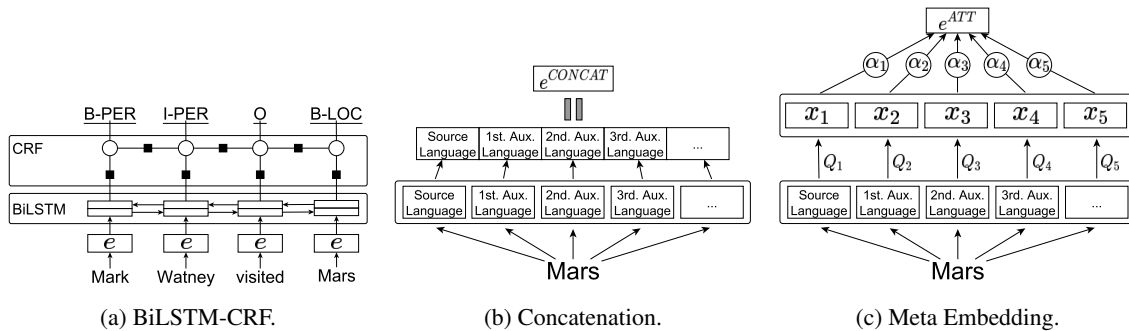 B-PER I-PER O B-LOC
CRF
BiLSTM
e e e e
Mark Watney visited Mars
(a) BiLSTM-CRF.
e^{CONCAT}
Source Language 1st. Aux. Language 2nd. Aux. Language 3rd. Aux. Language ...
Source Language 1st. Aux. Language 2nd. Aux. Language 3rd. Aux. Language ...
Mars
(b) Concatenation.
e^{ATT}
α₁ α₂ α₃ α₄ α₅
x₁ x₂ x₃ x₄ x₅
Q₁ Q₂ Q₃ Q₄ Q₅
Source Language 1st. Aux. Language 2nd. Aux. Language 3rd. Aux. Language ...
Mars
(c) Meta Embedding.